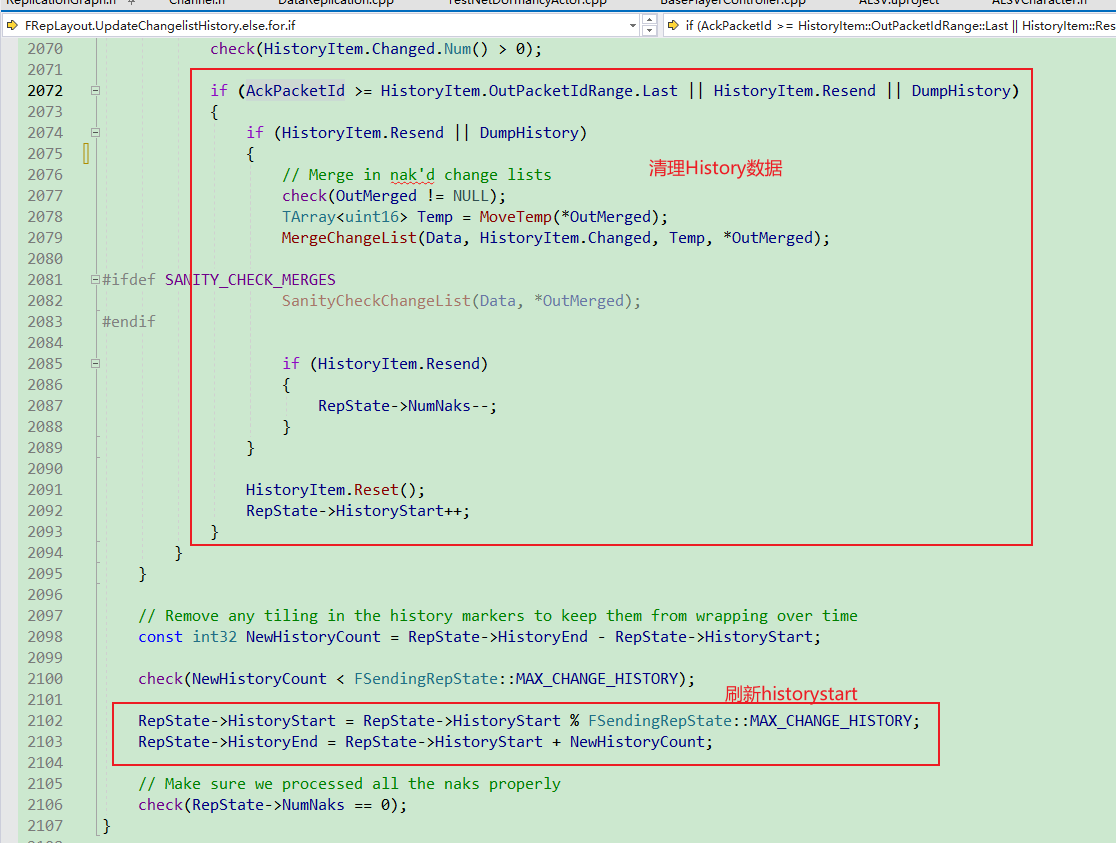 ReplicationGraph.h
Channel.h
DataReplication.cpp
TestNetDormancyActor.cpp
BasePlayerController.cpp
ALSV.uproject
ALSVCharacter.h
FRepLayout.UpdateChangelistHistory.else.for.if
if (AckPacketId >= HistoryItem::OutPacketIdRange::Last || HistoryItem::Res
2070 check(HistoryItem.Changed.Num() > 0);
2071
2072 if (AckPacketId >= HistoryItem.OutPacketIdRange.Last || HistoryItem.Resend || DumpHistory)
2073 {
2074 if (HistoryItem.Resend || DumpHistory)
2075 {
清理History数据
2076 // Merge in nak'd change lists
2077 check(OutMerged != NULL);
2078 TArray<uint16> Temp = MoveTemp(*OutMerged);
2079 MergeChangeList(Data, HistoryItem.Changed, Temp, *OutMerged);
2080
2081 #ifdef SANITY_CHECK_MERGES
2082 SanityCheckChangeList(Data, *OutMerged);
2083 #endif
2084
2085 if (HistoryItem.Resend)
2086 {
2087 RepState->NumNaks--;
2088 }
2089 }
2090
2091 HistoryItem.Reset();
2092 RepState->HistoryStart++;
2093 }
2094 }
2095 }
2096
2097 // Remove any tiling in the history markers to keep them from wrapping over time
2098 const int32 NewHistoryCount = RepState->HistoryEnd - RepState->HistoryStart;
2099
2100 check(NewHistoryCount < FSendingRepState::MAX_CHANGE_HISTORY);
2101 刷新historystart
2102 RepState->HistoryStart = RepState->HistoryStart % FSendingRepState::MAX_CHANGE_HISTORY;
2103 RepState->HistoryEnd = RepState->HistoryStart + NewHistoryCount;
2104
2105 // Make sure we processed all the naks properly
2106 check(RepState->NumNaks == 0);
2107 }